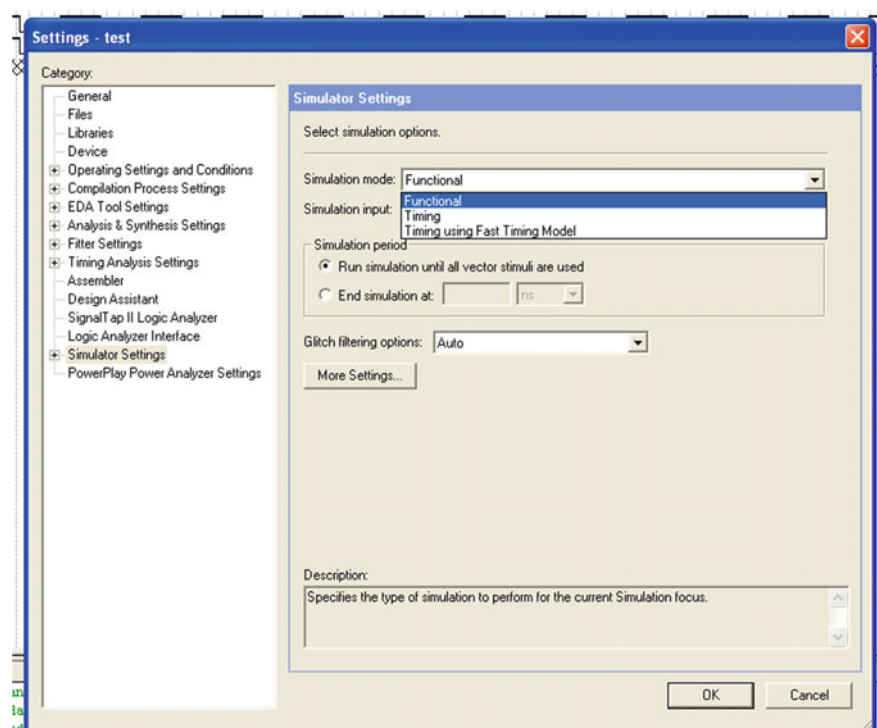 Settings - test
Category:
General
Files
Libraries
Device
Operating Settings and Conditions
Compilation Process Settings
EDA Tool Settings
Analysis & Synthesis Settings
Fitter Settings
Timing Analysis Settings
Assembler
Design Assistant
SignalTap II Logic Analyzer
Logic Analyzer Interface
Simulator Settings
PowerPlay Power Analyzer Settings
Simulator Settings
Select simulation options.
Simulation mode: Functional
Functional
Simulation input: Timing
Timing using Fast Timing Model
Simulation period
Run simulation until all vector stimuli are used
End simulation at: ns
Glitch filtering options: Auto
More Settings...
Description:
Specifies the type of simulation to perform for the current Simulation focus.
OK Cancel